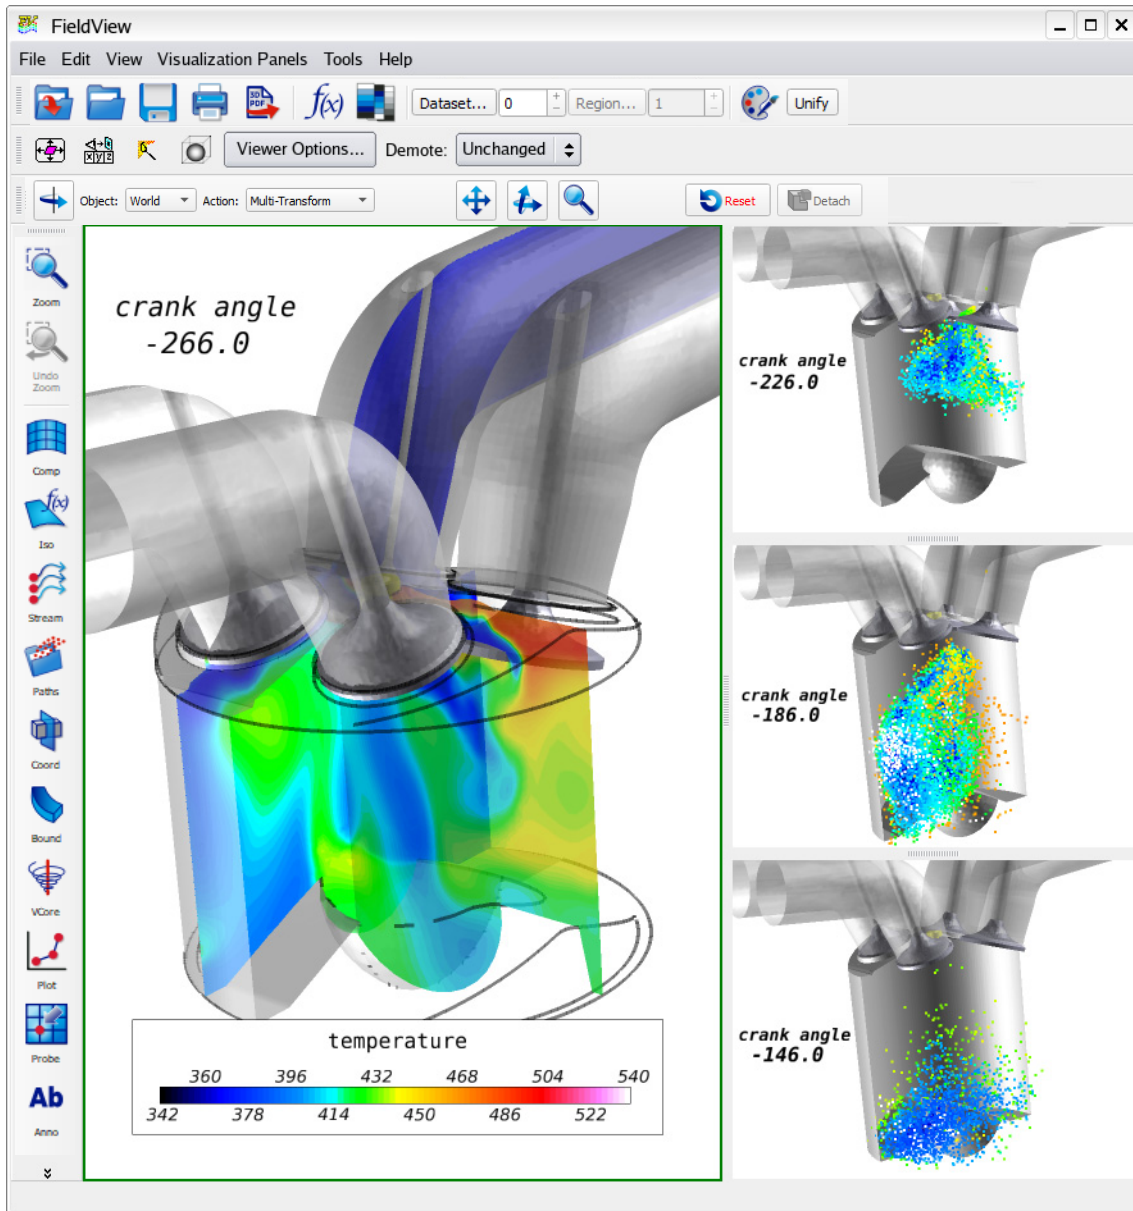 FieldView
File Edit View Visualization Panels Tools Help
3D PDF f(x) Dataset... 0 Region... 1 Unify
x y z Viewer Options... Demote: Unchanged
Object: World Action: Multi-Transform Reset Detach
Zoom
Undo
Zoom
Comp
f(x)
Iso
Stream
Paths
Coord
Bound
VCore
Plot
Probe
Ab
Anno
crank angle
-266.0
temperature
360 396 432 468 504 540
342 378 414 450 486 522
crank angle
-226.0
crank angle
-186.0
crank angle
-146.0